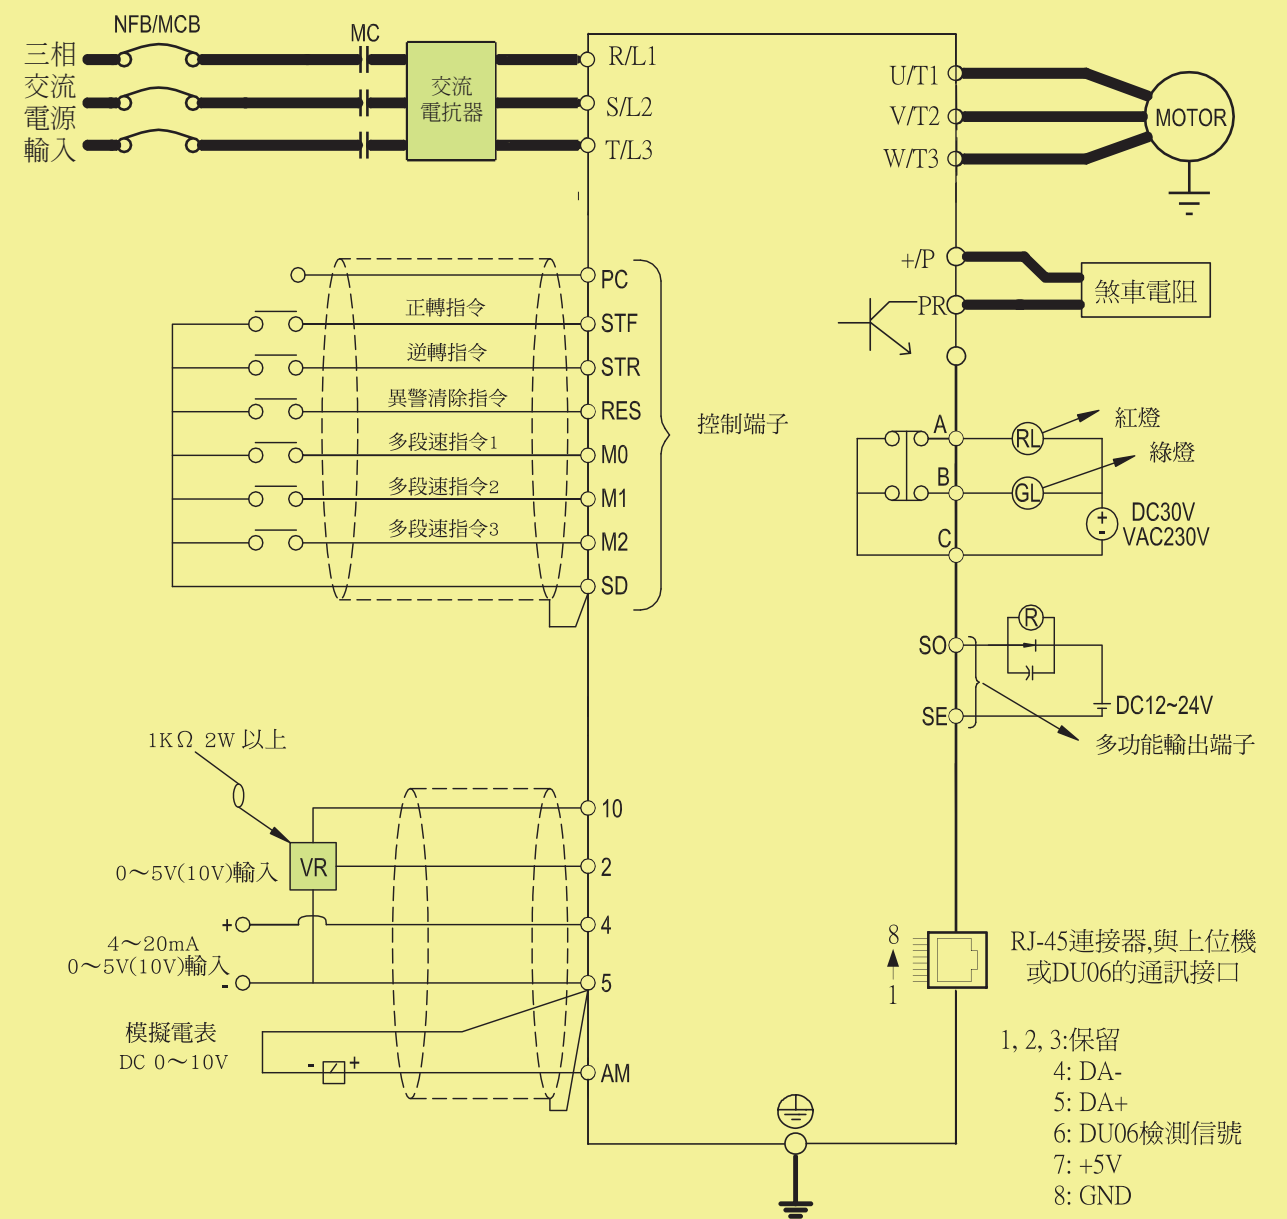 NFB/MCB
MC
三相
交流
電源
輸入
交流
電抗器
R/L1
S/L2
T/L3
U/T1
V/T2
W/T3
MOTOR
+/P
PR
煞車電阻
PC
正轉指令
STF
逆轉指令
STR
異警清除指令
RES
多段速指令1
M0
多段速指令2
M1
多段速指令3
M2
SD
控制端子
A
RL
紅燈
B
GL
綠燈
C
+
-
DC30V
VAC230V
SO
R
SE
DC12~24V
多功能輸出端子
1KΩ 2W 以上
10
VR
0～5V(10V)輸入
2
+
4
4～20mA
0～5V(10V)輸入
-
5
模擬電表
DC 0～10V
-
+
AM
8
1
RJ-45連接器,與上位機
或DU06的通訊接口
1, 2, 3:保留
4: DA-
5: DA+
6: DU06檢測信號
7: +5V
8: GND